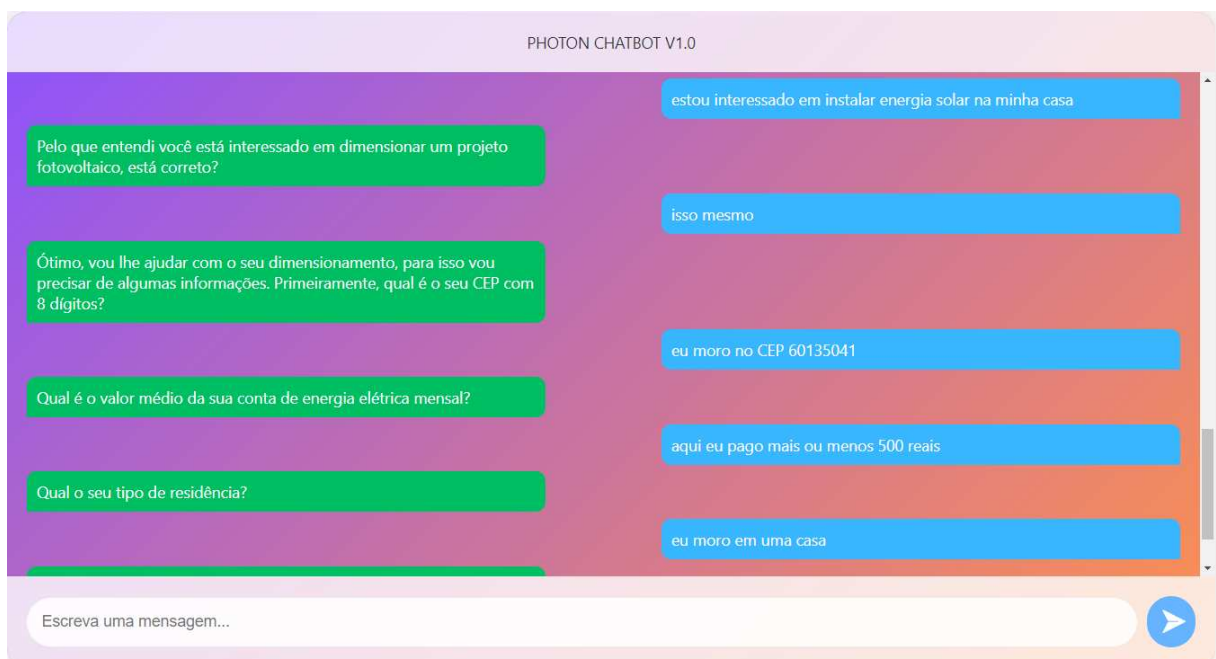 PHOTON CHATBOT V1.0
estou interessado em instalar energia solar na minha casa
Pelo que entendi você está interessado em dimensionar um projeto
fotovoltaico, está correto?
isso mesmo
Ótimo, vou lhe ajudar com o seu dimensionamento, para isso vou
precisar de algumas informações. Primeiramente, qual é o seu CEP com
8 dígitos?
eu moro no CEP 60135041
Qual é o valor médio da sua conta de energia elétrica mensal?
aqui eu pago mais ou menos 500 reais
Qual o seu tipo de residência?
eu moro em uma casa
Escreva uma mensagem...